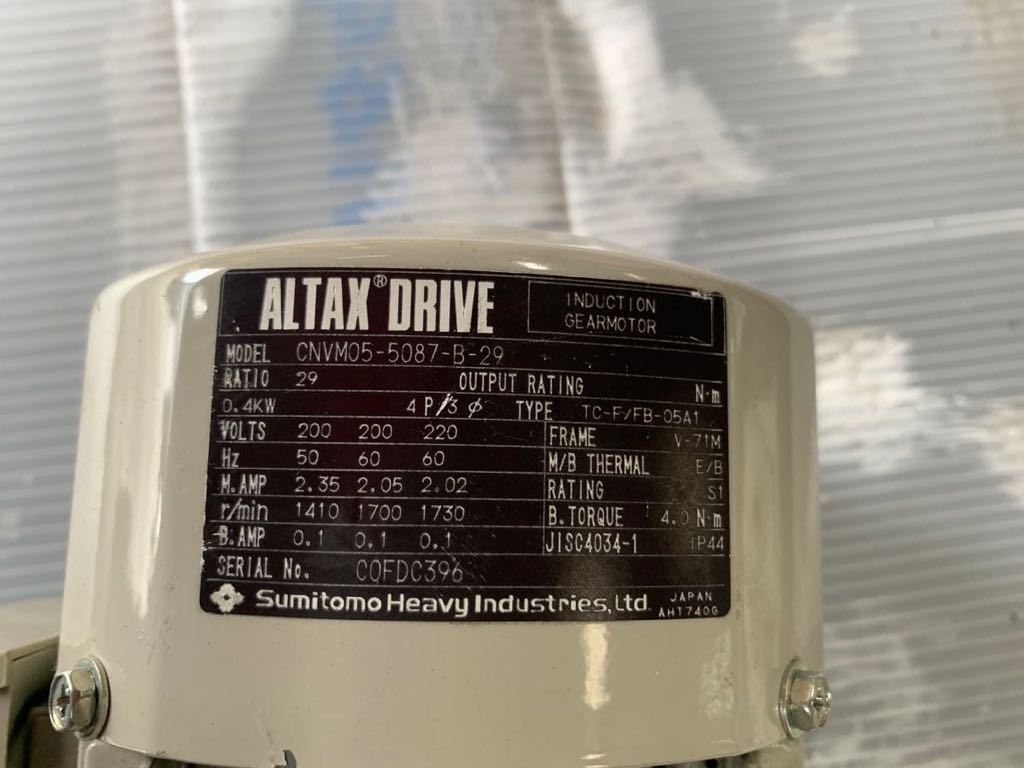 ALTAX® DRIVE
INDUCTION
GEARMOTOR
MODEL CNVM05-5087-B-29
RATIO 29 OUTPUT RATING N·m
0.4KW 4 P/3 φ TYPE TC-F/FB-05A1
VOLTS 200 200 220 FRAME V-71M
Hz 50 60 60 M/B THERMAL E/B
M.AMP 2.35 2.05 2.02 RATING S1
r/min 1410 1700 1730 B.TORQUE 4.0 N·m
B.AMP 0.1 0.1 0.1 JISC4034-1 IP44
SERIAL No. C0FDC396
Sumitomo Heavy Industries, Ltd.
JAPAN
AHT740G